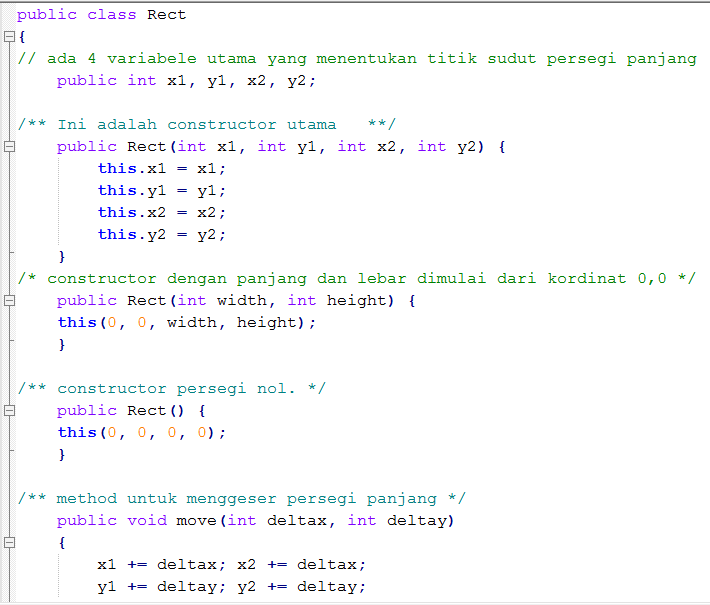 public class Rect
{
// ada 4 variabele utama yang menentukan titik sudut persegi panjang
public int x1, y1, x2, y2;
/** Ini adalah constructor utama   **/
public Rect(int x1, int y1, int x2, int y2) {
this.x1 = x1;
this.y1 = y1;
this.x2 = x2;
this.y2 = y2;
}
/* constructor dengan panjang dan lebar dimulai dari kordinat 0,0 */
public Rect(int width, int height) {
this(0, 0, width, height);
}
/** constructor persegi nol. */
public Rect() {
this(0, 0, 0, 0);
}
/** method untuk menggeser persegi panjang */
public void move(int deltax, int deltay)
{
x1 += deltax; x2 += deltax;
y1 += deltay; y2 += deltay;